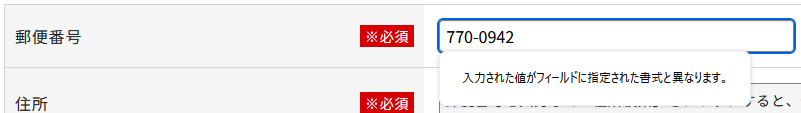 郵便番号 ※必須 770-0942
入力された値がフィールドに指定された書式と異なります。
住所 ※必須